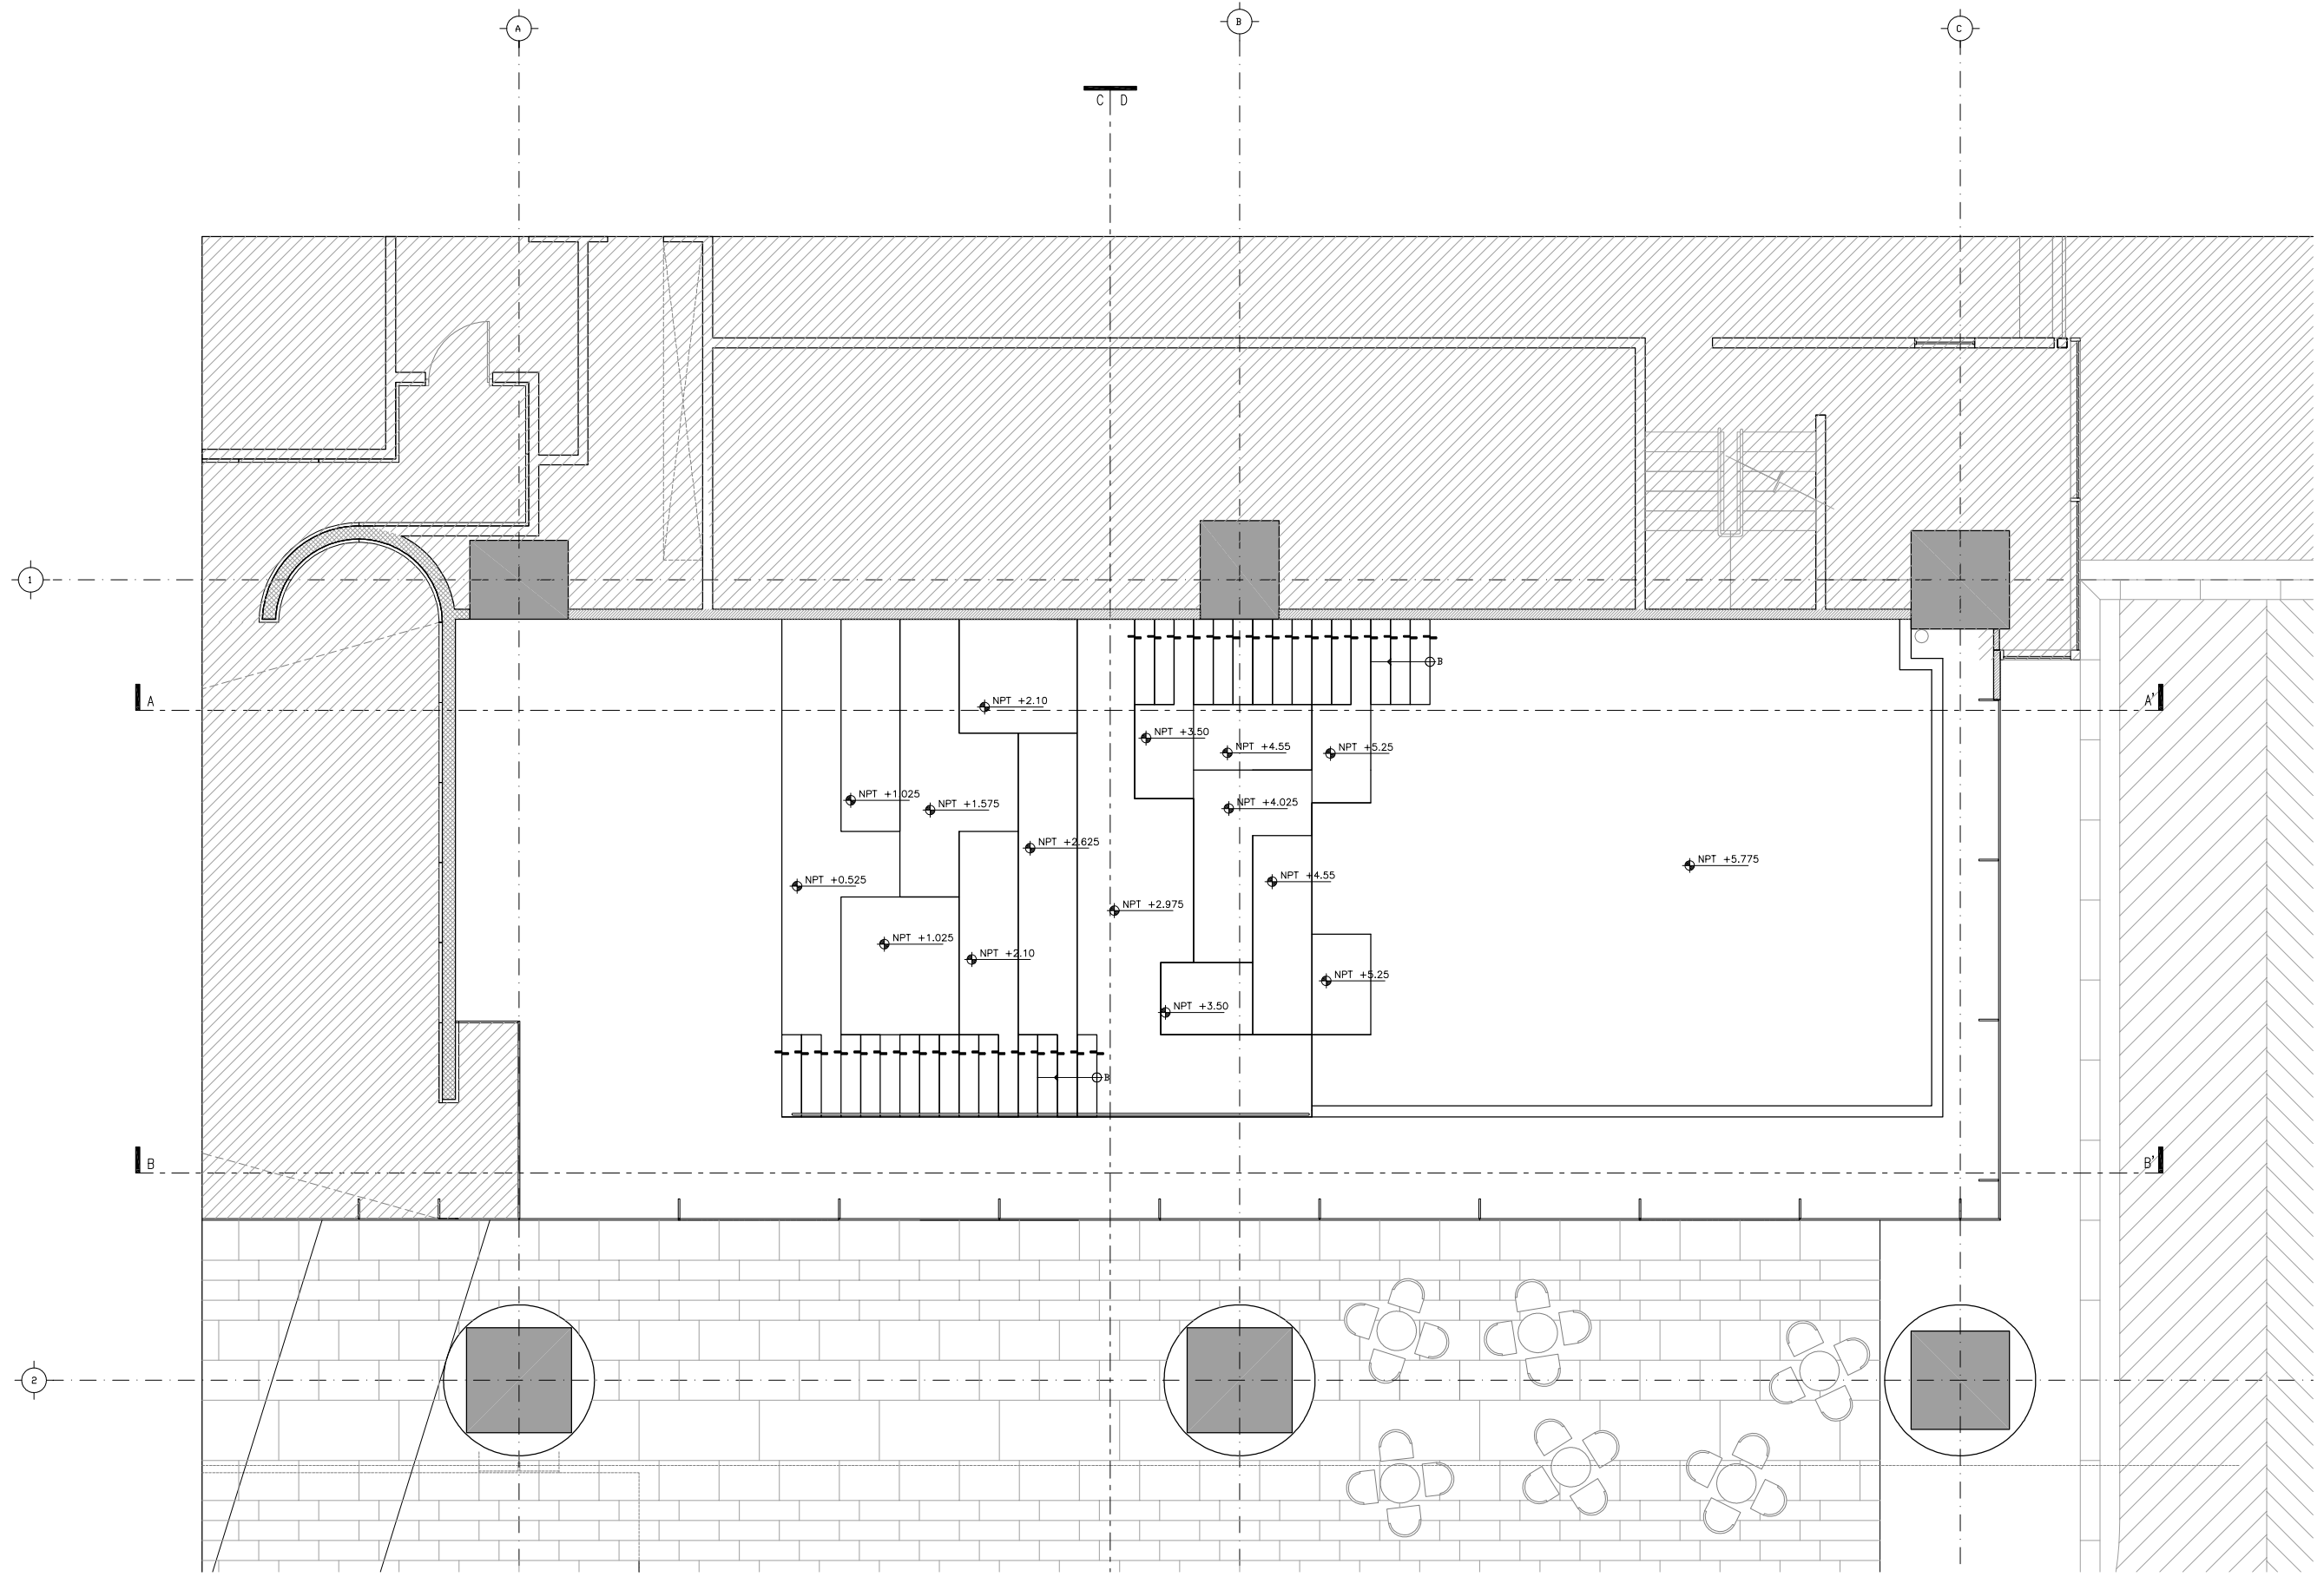 A
B
C
C D
1
B
A
A'
NPT +2.10
NPT +3.50
NPT +4.55
NPT +5.25
NPT +1.025
NPT +1.575
NPT +4.025
NPT +2.625
NPT +5.775
NPT +0.525
NPT +4.55
NPT +2.975
NPT +1.025
NPT +2.10
NPT +5.25
NPT +3.50
B
B
B'
2